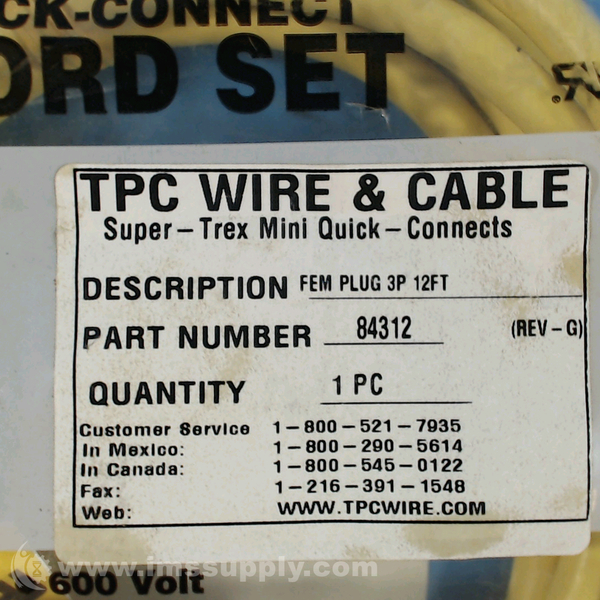 CK-CONNECT
ORD SET
TPC WIRE & CABLE
Super-Trex Mini Quick-Connects
DESCRIPTION FEM PLUG 3P 12FT
PART NUMBER 84312 (REV-G)
QUANTITY 1 PC
Customer Service 1-800-521-7935
In Mexico: 1-800-290-5614
In Canada: 1-800-545-0122
Fax: 1-216-391-1548
Web: WWW.TPCWIRE.COM
www.imssupply.com
600 Volt